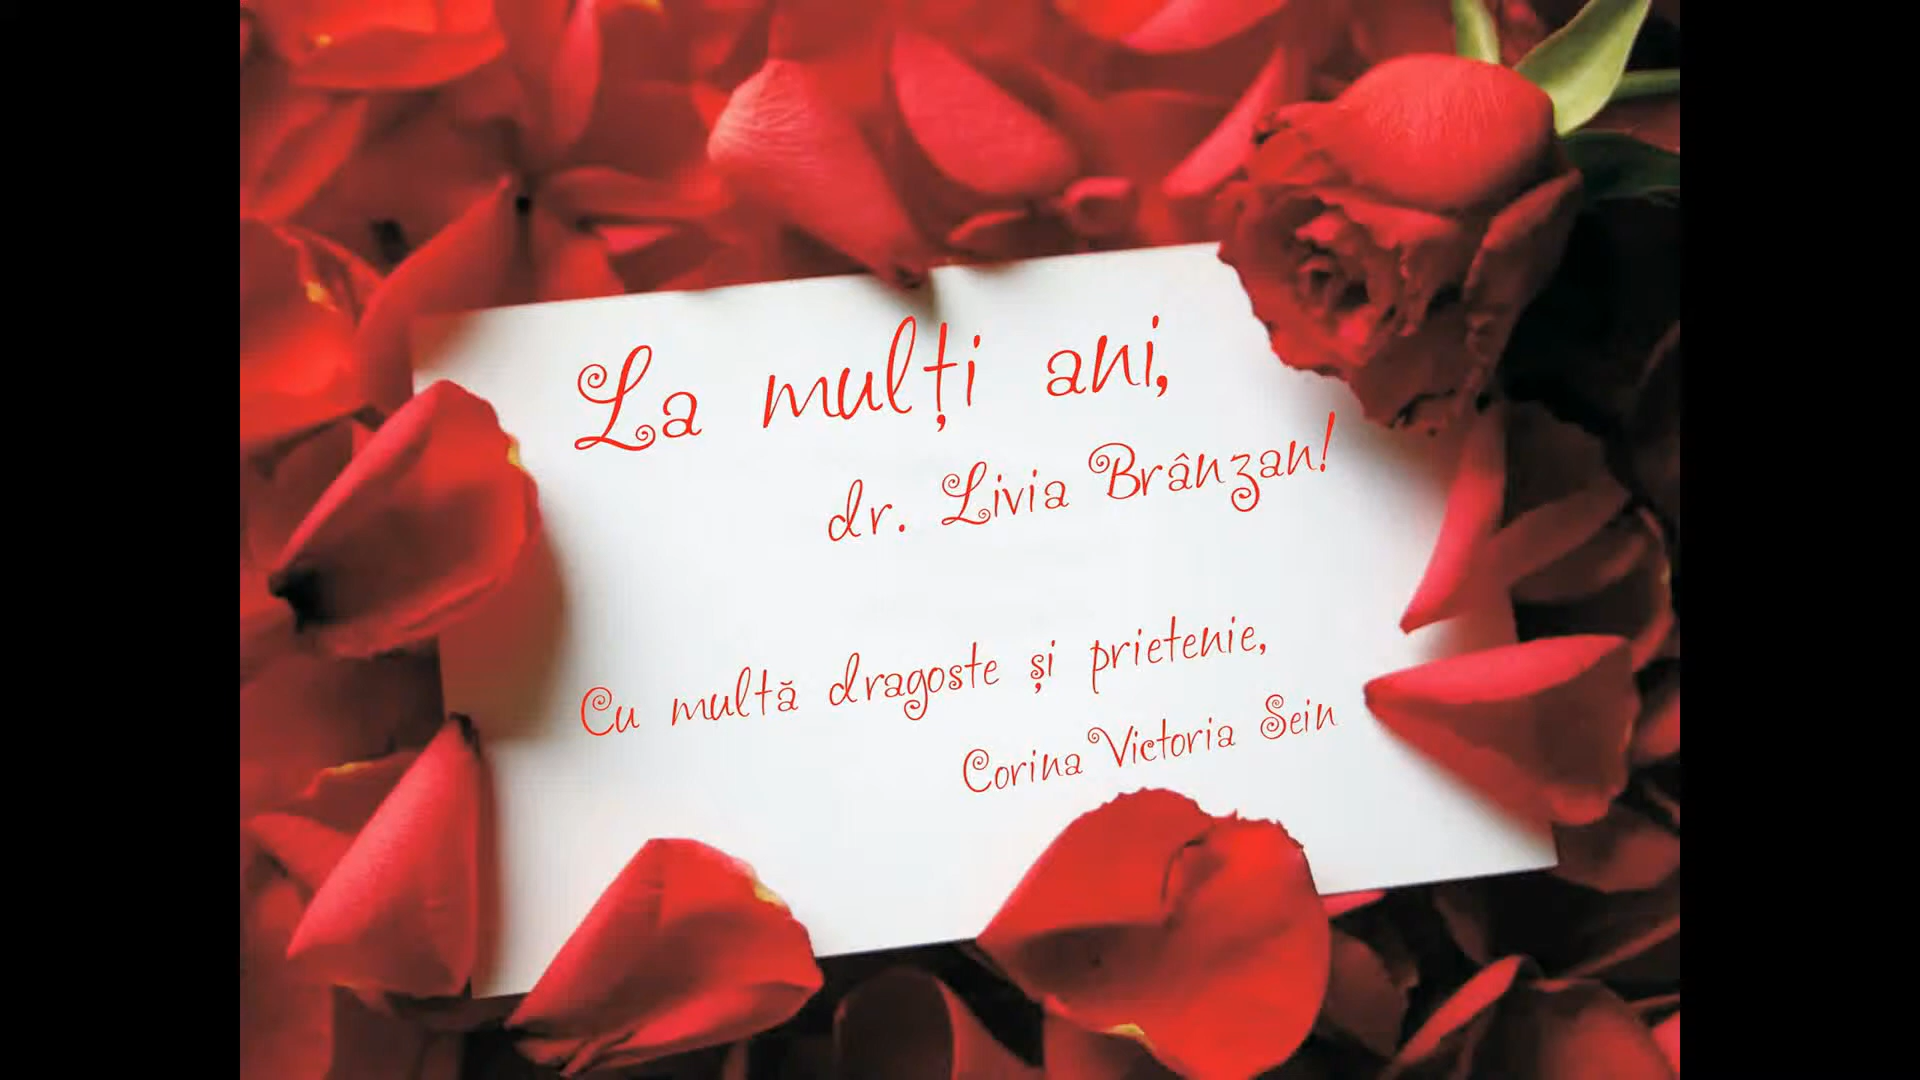 La mulți ani,
dr. Livia Brânzan!
Cu multă dragoste și prietenie,
Corina Victoria Sein